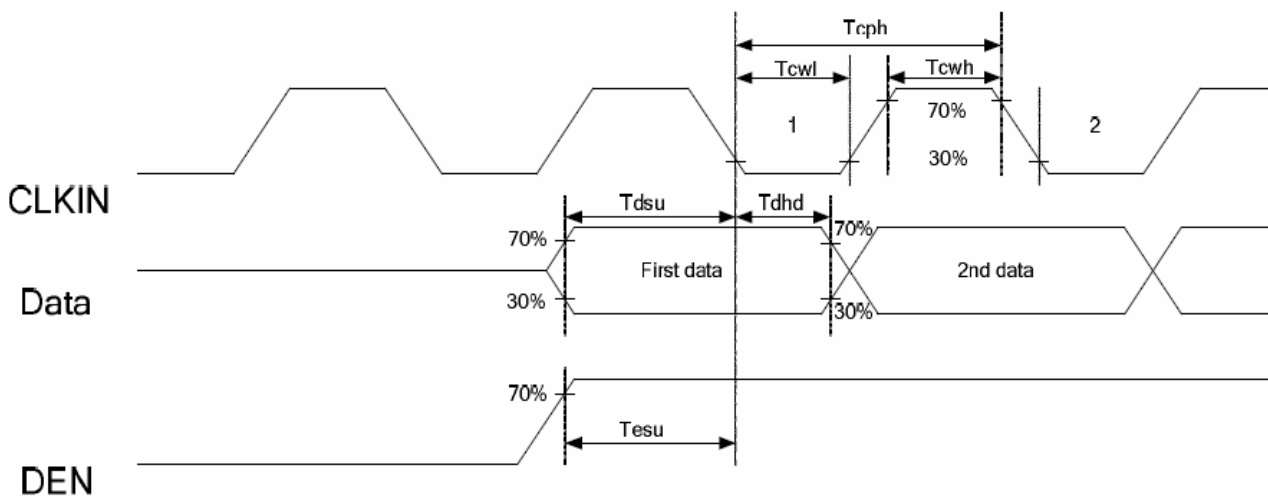 Tcph
Tcwl
Tcwh
1
70%
2
30%
CLKIN
Tdsu
Tdhd
70%
70%
First data
2nd data
Data
30%
30%
70%
Tesu
DEN